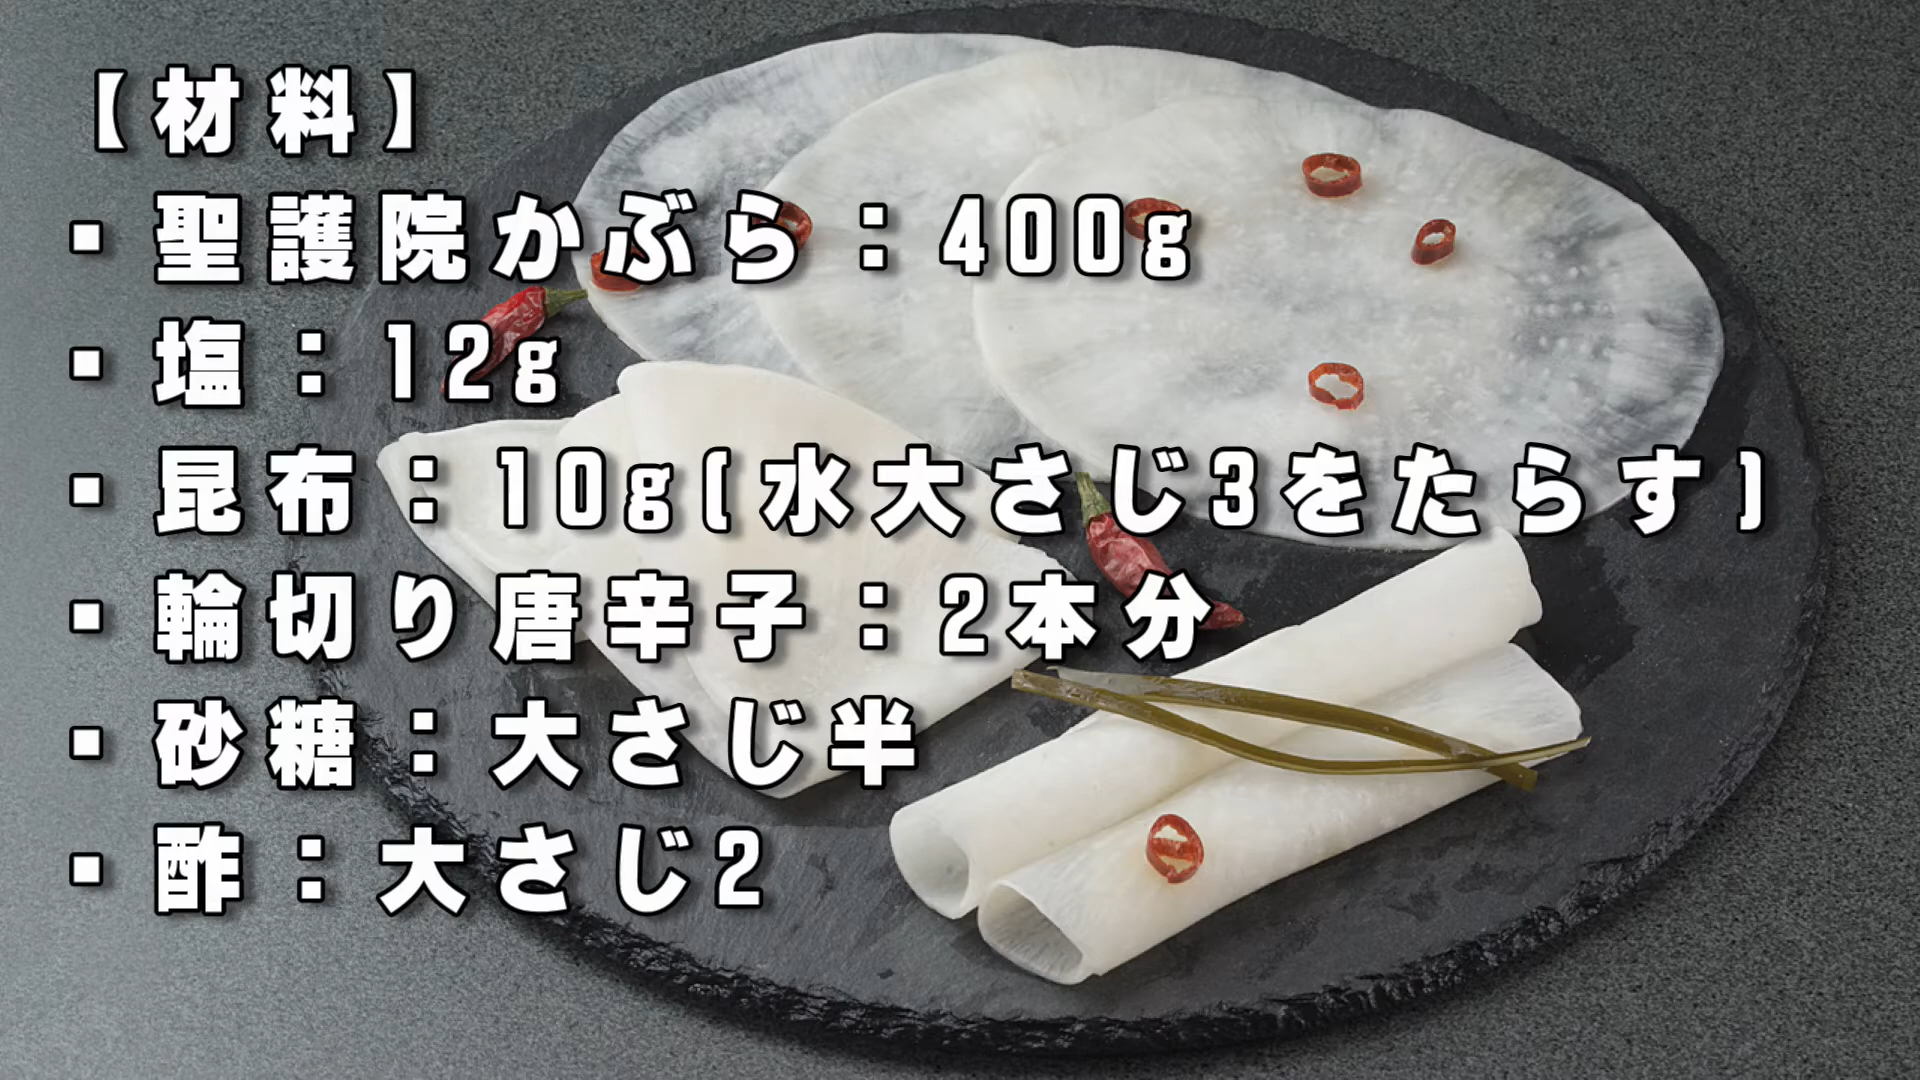 【材料】
・聖護院かぶら：400g
・塩：12g
・昆布：10g(水大さじ3をたらす)
・輪切り唐辛子：2本分
・砂糖：大さじ半
・酢：大さじ2